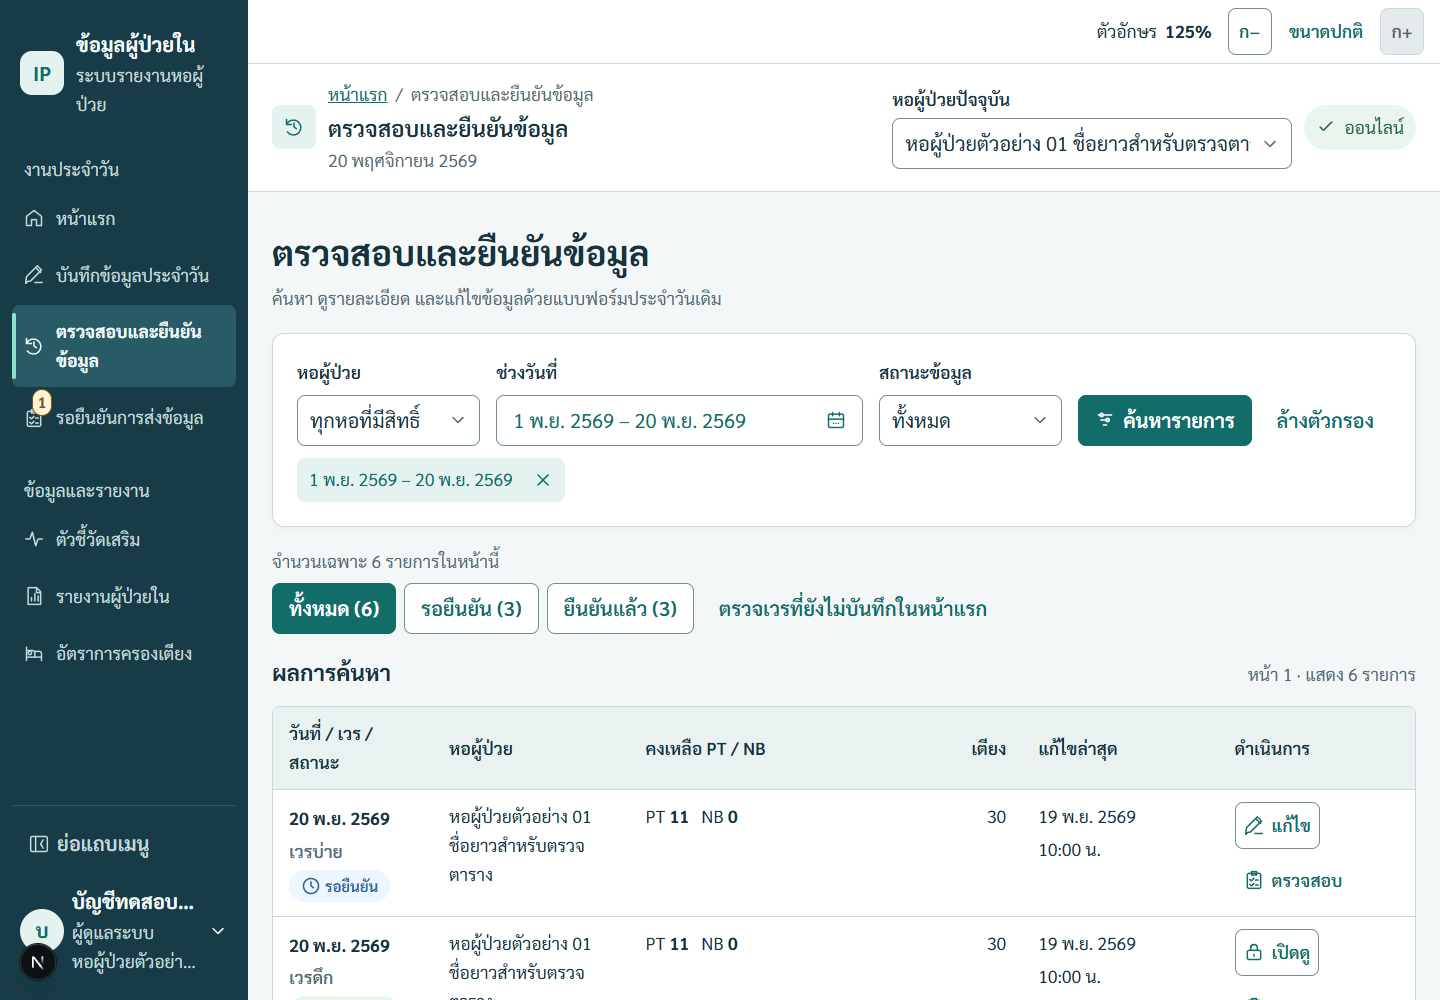 IP
ข้อมูลผู้ป่วยใน
ระบบรายงานหอผู้
ป่วย
งานประจำวัน
หน้าแรก
บันทึกข้อมูลประจำวัน
ตรวจสอบและยืนยัน
ข้อมูล
1
รอยืนยันการส่งข้อมูล
ข้อมูลและรายงาน
ตัวชี้วัดเสริม
รายงานผู้ป่วยใน
อัตราการครองเตียง
ย่อแถบเมนู
บ
บัญชีทดสอบ...
ผู้ดูแลระบบ
หอผู้ป่วยตัวอย่า...
N
ตัวอักษร 125%
ก−
ขนาดปกติ
ก+
หน้าแรก / ตรวจสอบและยืนยันข้อมูล
ตรวจสอบและยืนยันข้อมูล
20 พฤศจิกายน 2569
หอผู้ป่วยปัจจุบัน
หอผู้ป่วยตัวอย่าง 01 ชื่อยาวสำหรับตรวจตา
ออนไลน์
ตรวจสอบและยืนยันข้อมูล
ค้นหา ดูรายละเอียด และแก้ไขข้อมูลด้วยแบบฟอร์มประจำวันเดิม
หอผู้ป่วย ช่วงวันที่ สถานะข้อมูล
ทุกหอที่มีสิทธิ์ 1 พ.ย. 2569 – 20 พ.ย. 2569 ทั้งหมด ค้นหารายการ ล้างตัวกรอง
1 พ.ย. 2569 – 20 พ.ย. 2569
จำนวนเฉพาะ 6 รายการในหน้านี้
ทั้งหมด (6) รอยืนยัน (3) ยืนยันแล้ว (3) ตรวจเวรที่ยังไม่บันทึกในหน้าแรก
ผลการค้นหา
หน้า 1 · แสดง 6 รายการ
วันที่ / เวร /
สถานะ
หอผู้ป่วย
คงเหลือ PT / NB
เตียง
แก้ไขล่าสุด
ดำเนินการ
20 พ.ย. 2569
เวรบ่าย
รอยืนยัน
หอผู้ป่วยตัวอย่าง 01
ชื่อยาวสำหรับตรวจ
ตาราง
PT 11 NB 0
30
19 พ.ย. 2569
10:00 น.
แก้ไข
ตรวจสอบ
20 พ.ย. 2569
เวรดึก
หอผู้ป่วยตัวอย่าง 01
ชื่อยาวสำหรับตรวจ
PT 11 NB 0
30
19 พ.ย. 2569
10:00 น.
เปิดดู